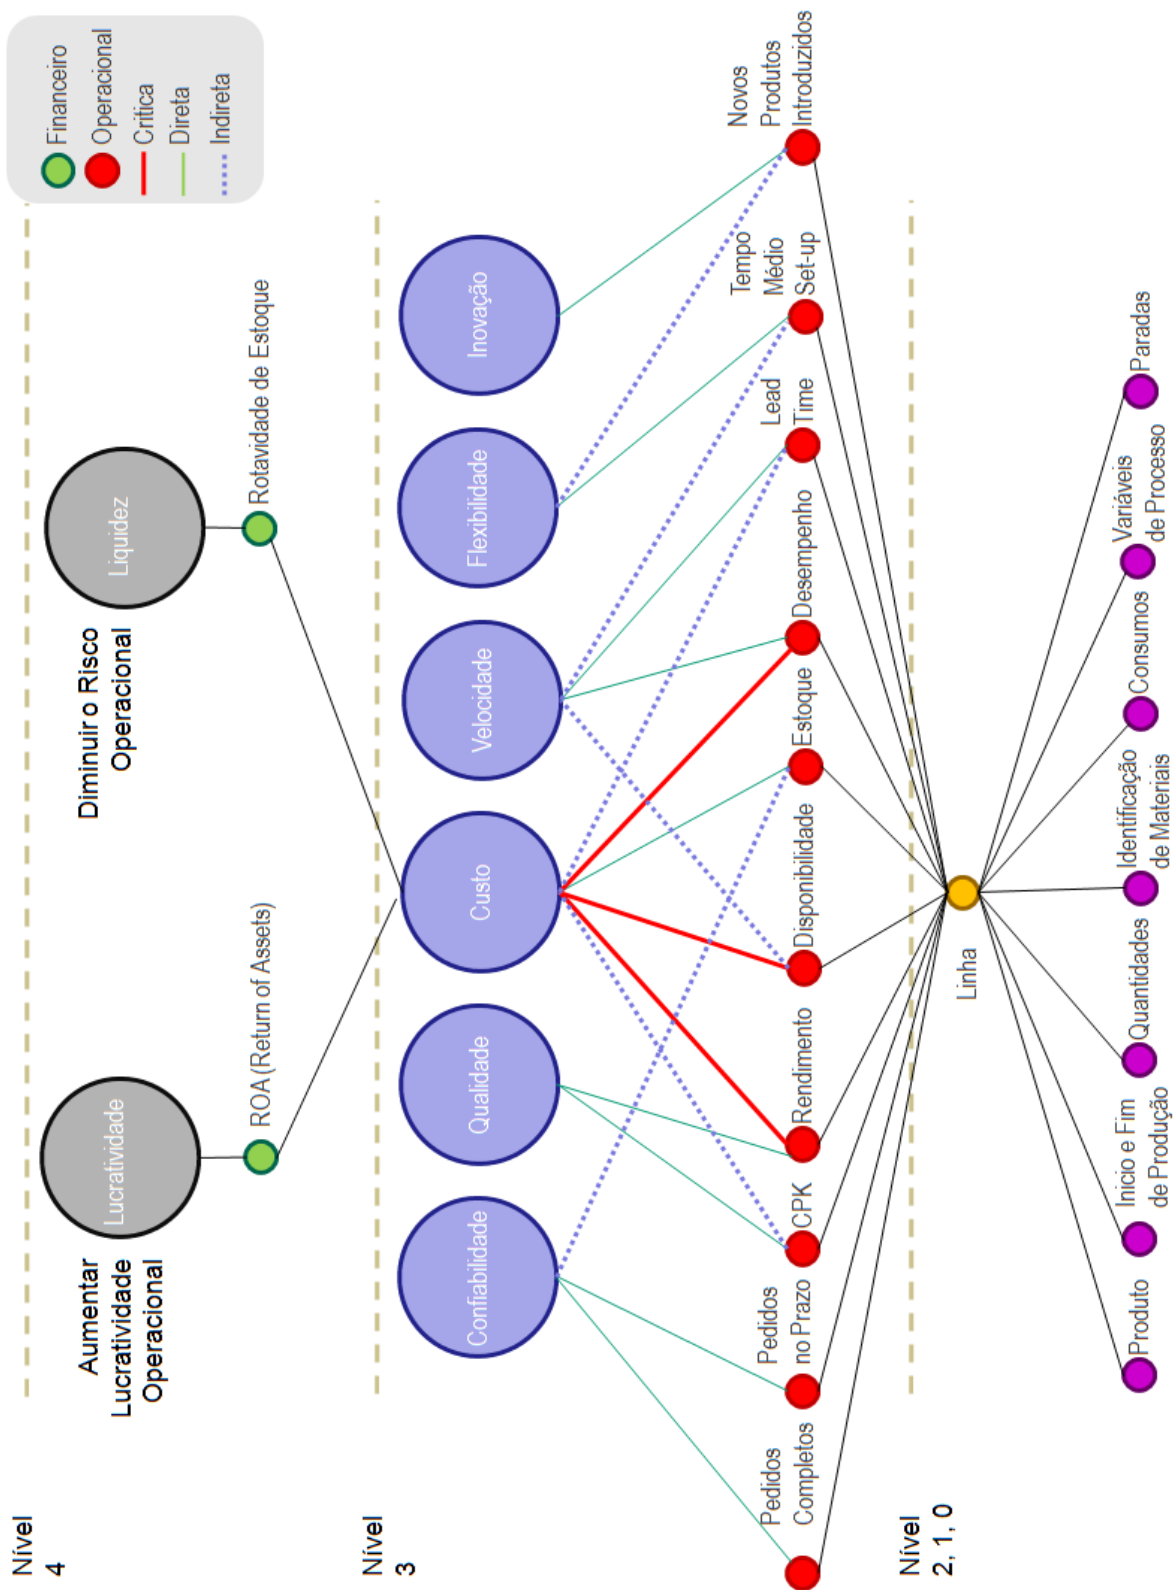 Nível
4
Aumentar
Lucratividade
Operacional
Lucratividade
ROA (Return of Assets)
Diminuir o Risco
Operacional
Liquidez
Rotavidade de Estoque
Financeiro
Operacional
Critica
Direta
Indireta
Nível
3
Confiabilidade
Qualidade
Custo
Velocidade
Flexibilidade
Inovação
Pedidos
Completos
Pedidos
no Prazo
CPK
Rendimento
Disponibilidade
Estoque
Desempenho
Lead
Time
Tempo
Médio
Set-up
Novos
Produtos
Introduzidos
Nível
2, 1, 0
Linha
Produto
Inicio e Fim
de Produção
Quantidades
Identificação
de Materiais
Consumos
Variáveis
de Processo
Paradas